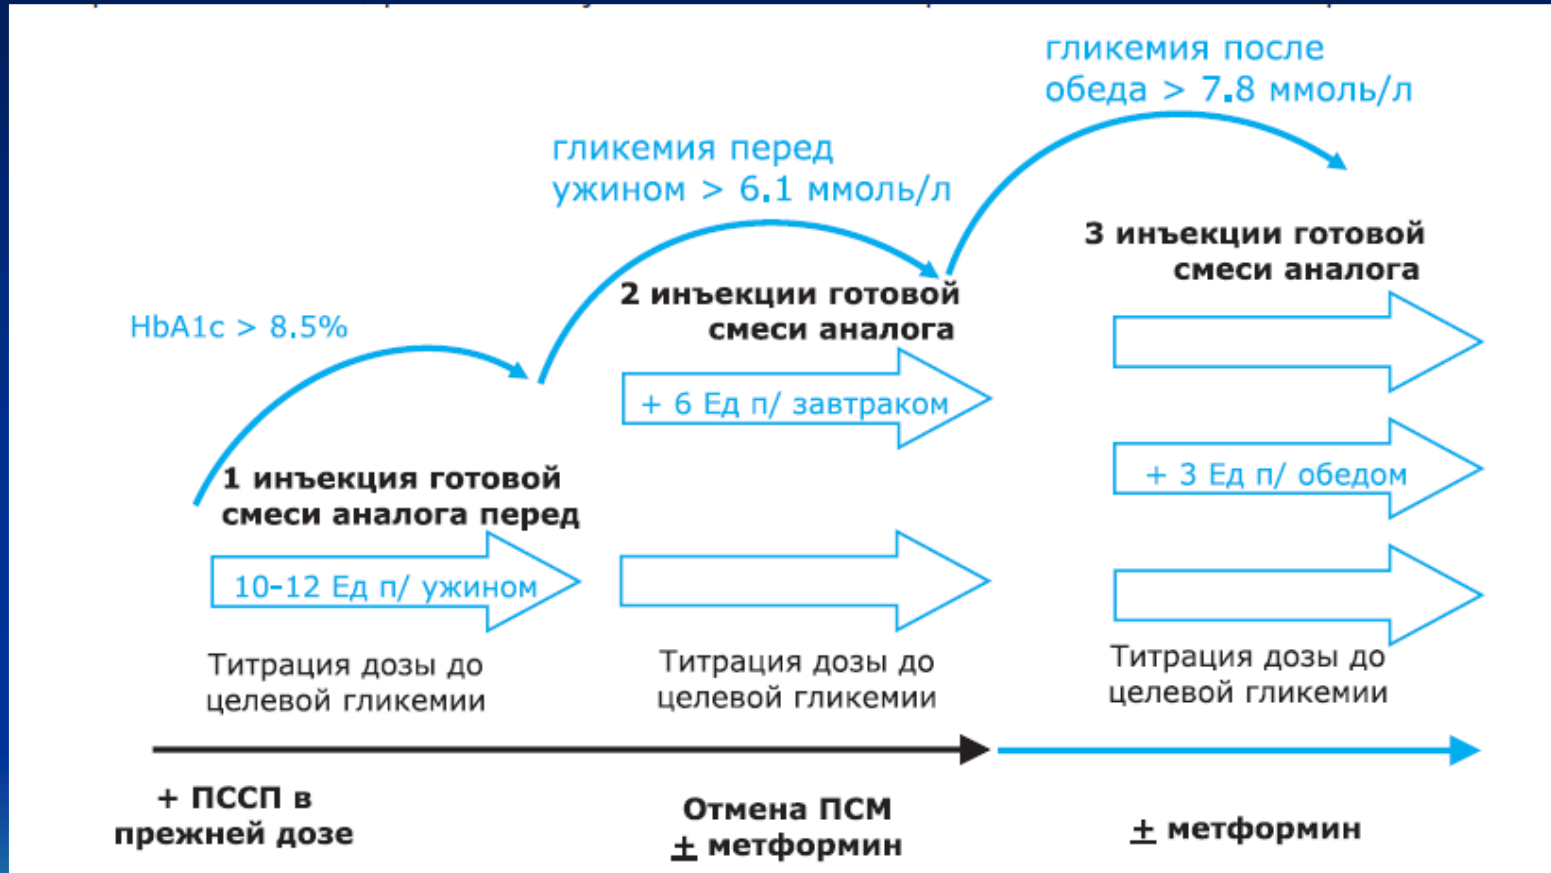 гликемия после
обеда > 7.8 ммоль/л
гликемия перед
ужином > 6.1 ммоль/л
HbA1c > 8.5%
1 инъекция готовой
смеси аналога перед
10-12 Ед п/ ужином
Титрация дозы до
целевой гликемии
2 инъекции готовой
смеси аналога
+ 6 Ед п/ завтраком
Титрация дозы до
целевой гликемии
3 инъекции готовой
смеси аналога
+ 3 Ед п/ обедом
Титрация дозы до
целевой гликемии
+ ПССП в
прежней дозе
Отмена ПСМ
± метформин
± метформин